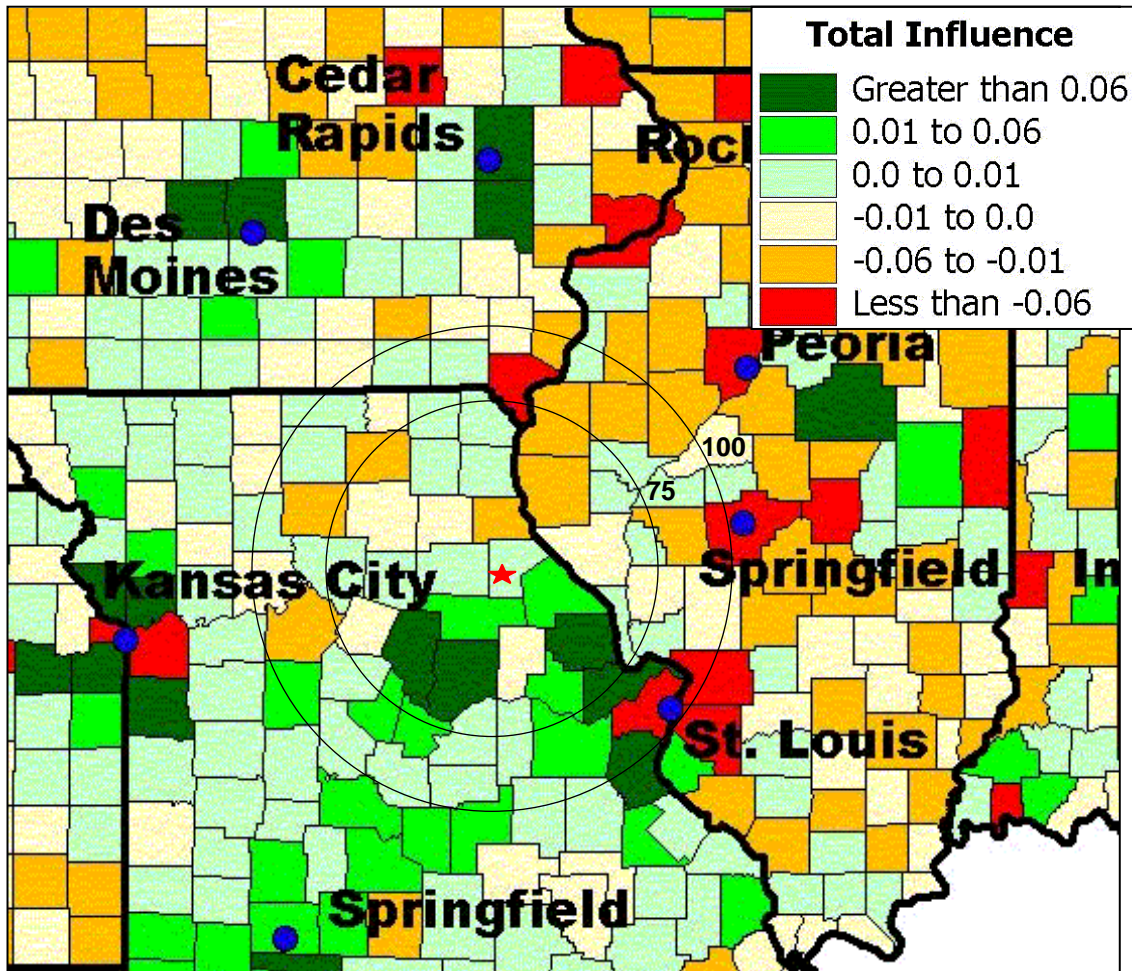 Total Influence
Greater than 0.06
0.01 to 0.06
0.0 to 0.01
-0.01 to 0.0
-0.06 to -0.01
Less than -0.06
Cedar
Rapids
Rock
Des
Moines
Peoria
100
75
Springfield
In
Kansas City
St. Louis
Springfield